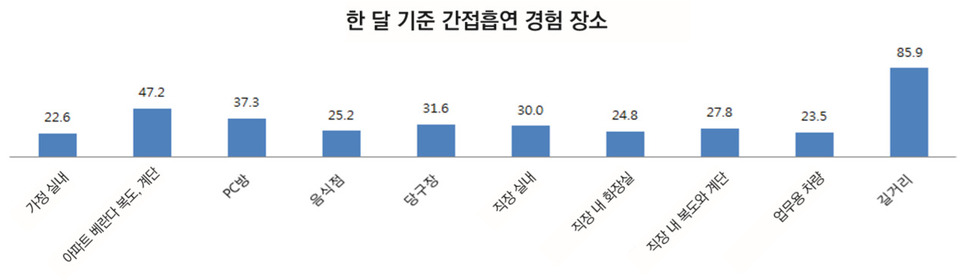 한 달 기준 간접흡연 경험 장소
22.6
47.2
37.3
25.2
31.6
30.0
24.8
27.8
23.5
85.9
가정 실내
아파트 베란다 복도, 계단
PC방
음식점
당구장
직장 실내
직장 내 화장실
직장 내 복도와 계단
업무용 차량
길거리